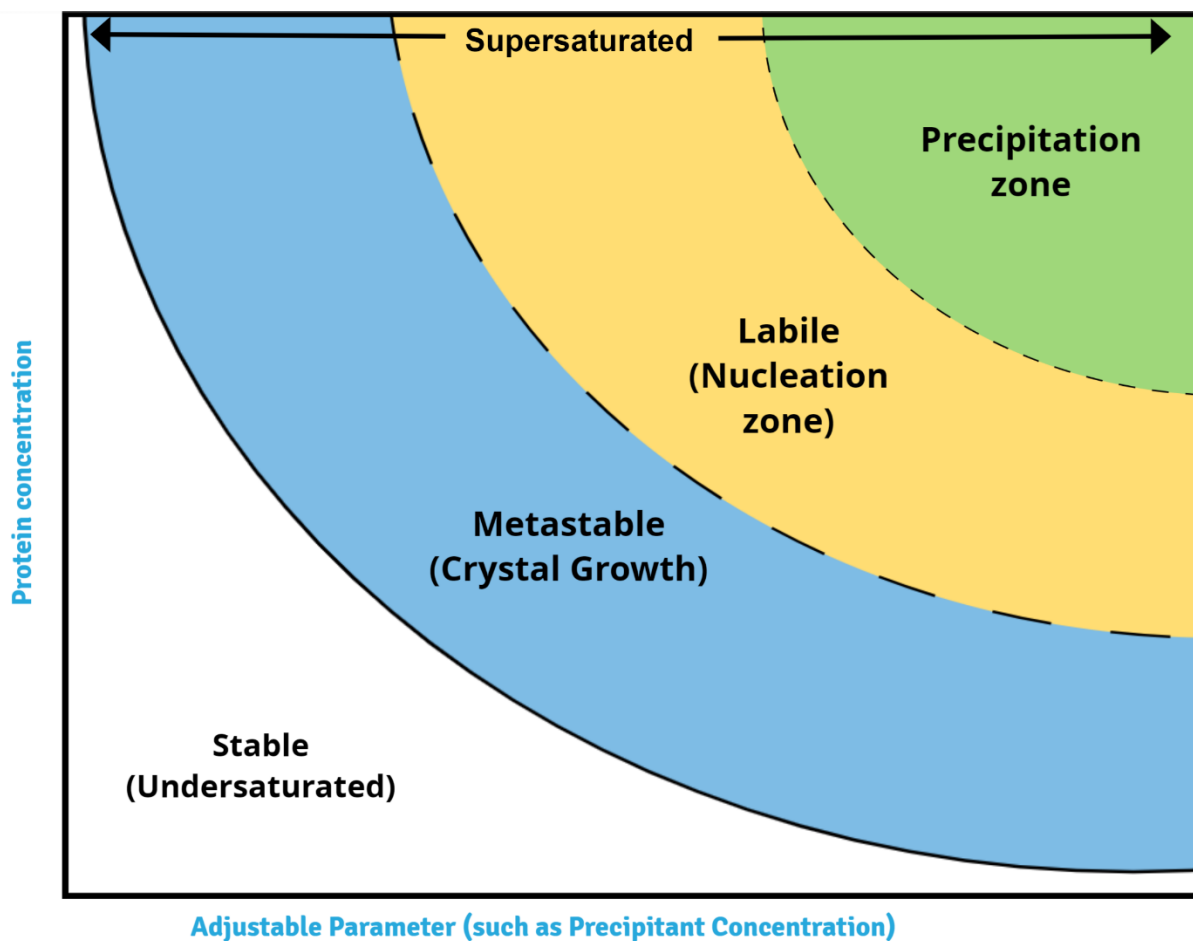 Supersaturated
Precipitation
zone
Labile
(Nucleation
zone)
Metastable
(Crystal Growth)
Stable
(Undersaturated)
Protein concentration
Adjustable Parameter (such as Precipitant Concentration)